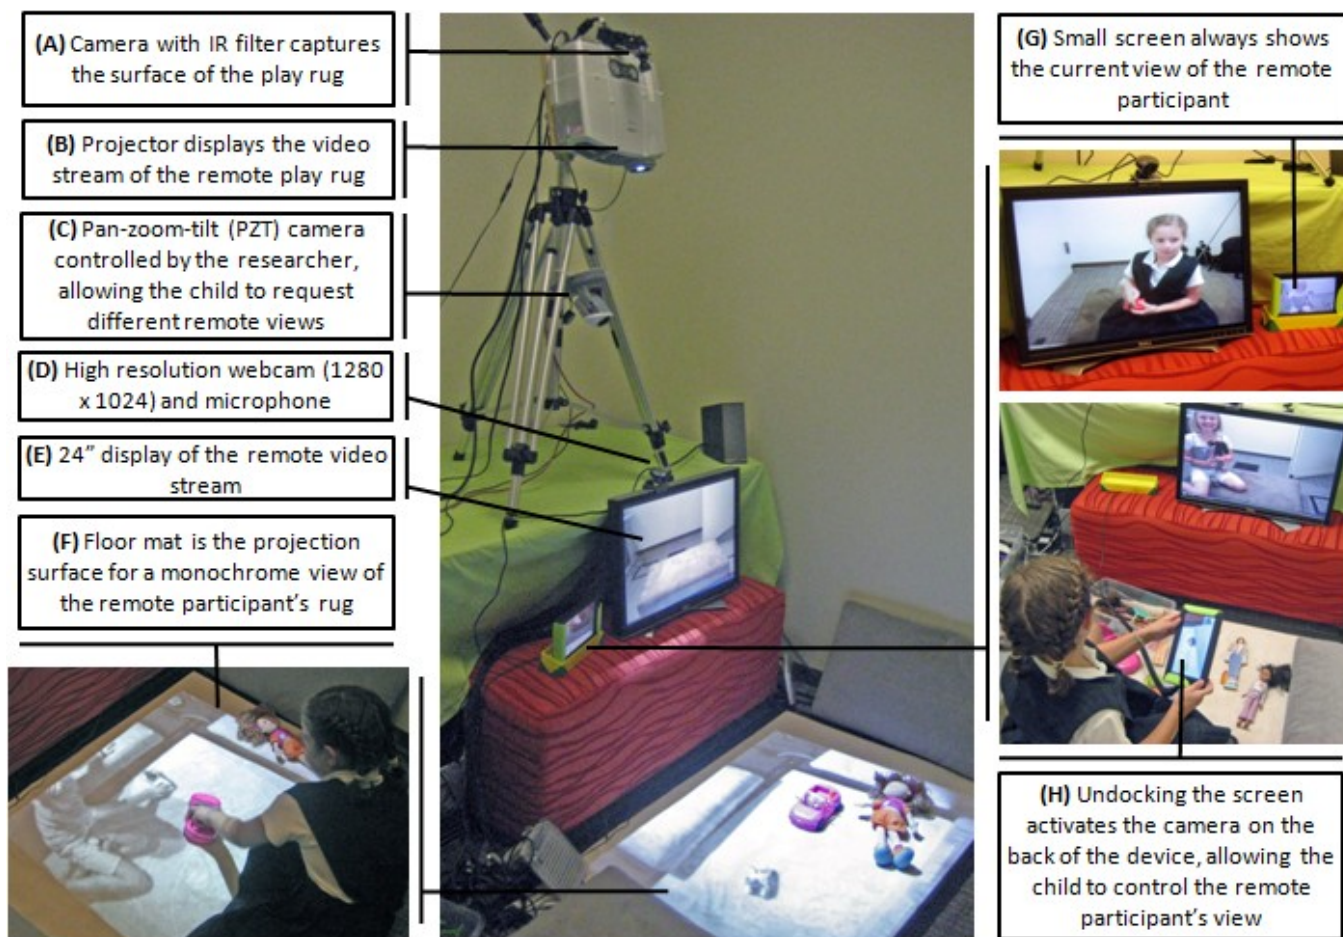 (A) Camera with IR filter captures
the surface of the play rug
(B) Projector displays the video
stream of the remote play rug
(C) Pan-zoom-tilt (PZT) camera
controlled by the researcher,
allowing the child to request
different remote views
(D) High resolution webcam (1280
x 1024) and microphone
(E) 24” display of the remote video
stream
(F) Floor mat is the projection
surface for a monochrome view of
the remote participant’s rug
(G) Small screen always shows
the current view of the remote
participant
(H) Undocking the screen
activates the camera on the
back of the device, allowing the
child to control the remote
participant’s view